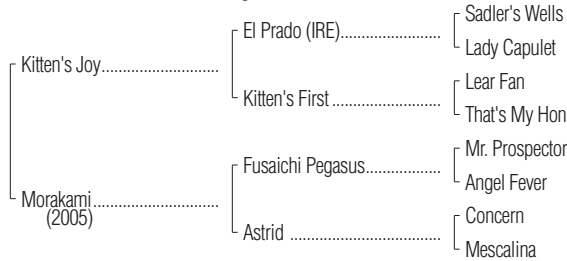 Sadler's Wells
El Prado (IRE)..................
Lady Capulet
Kitten's Joy.....................
Lear Fan
Kitten's First ....................
That's My Hon
Mr. Prospector
Fusaichi Pegasus.............
Angel Fever
Morakami.......................
(2005)
Concern
Astrid ...........................
Mescalina